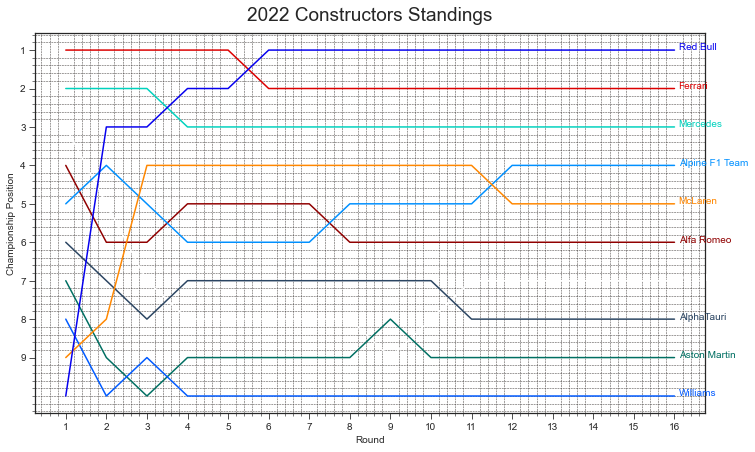 2022 Constructors Standings
Championship Position
1
2
3
4
5
6
7
8
9
Red Bull
Ferrari
Mercedes
Alpine F1 Team
McLaren
Alfa Romeo
AlphaTauri
Aston Martin
Williams
1 2 3 4 5 6 7 8 9 10 11 12 13 14 15 16
Round